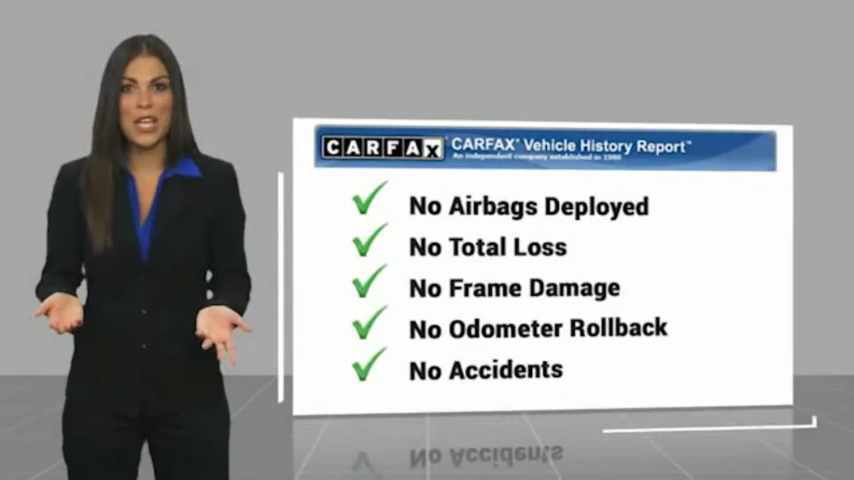 CARFAX CARFAX™ Vehicle History Report™
An independent company established in 1986
No Airbags Deployed
No Total Loss
No Frame Damage
No Odometer Rollback
No Accidents
No Accidents